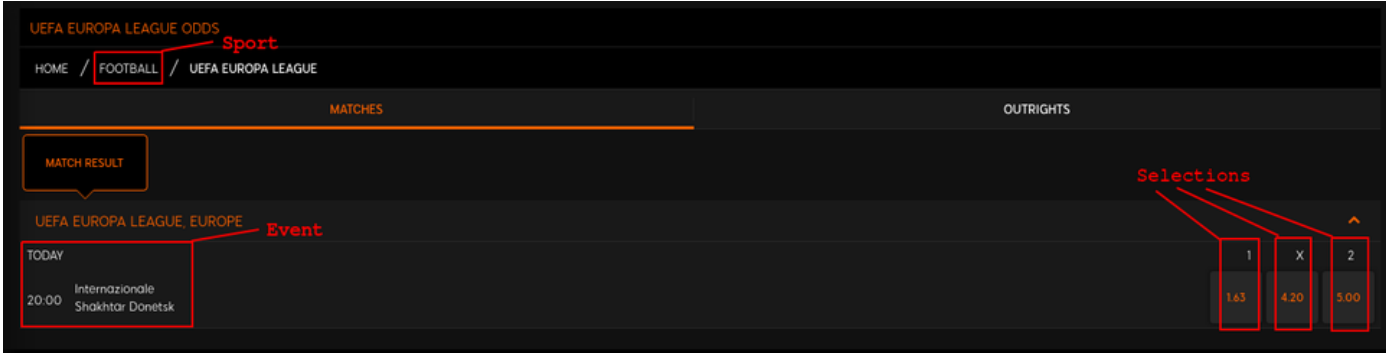 UEFA EUROPA LEAGUE ODDS
Sport
HOME / FOOTBALL / UEFA EUROPA LEAGUE
MATCHES OUTRIGHTS
MATCH RESULT
Selections
UEFA EUROPA LEAGUE, EUROPE
Event
TODAY 1 X 2
20:00 Internazionale
Shakhtar Donetsk
1.63 4.20 5.00